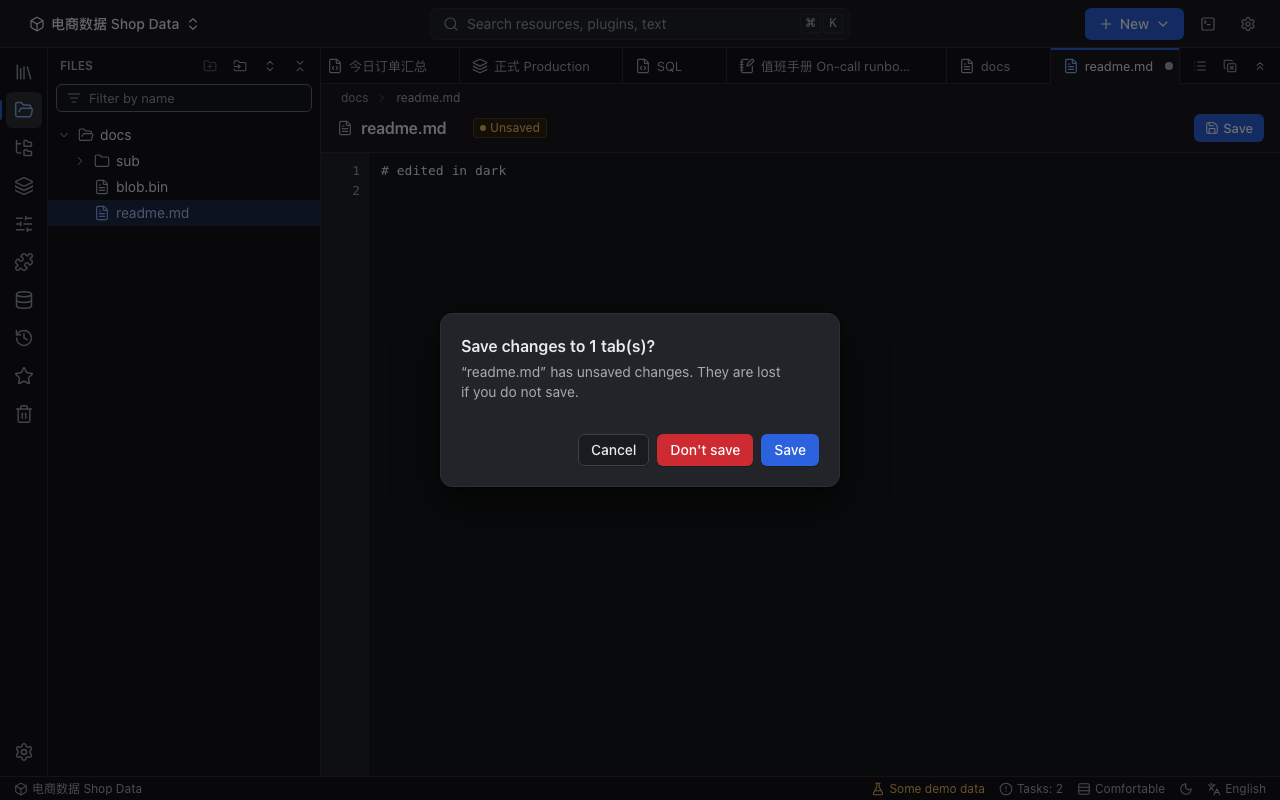 电商数据 Shop Data
Search resources, plugins, text
⌘ K
New
FILES
Filter by name
docs
sub
blob.bin
readme.md
今日订单汇总
正式 Production
SQL
值班手册 On-call runbo...
docs
readme.md
docs > readme.md
readme.md
Unsaved
Save
1 # edited in dark
2
Save changes to 1 tab(s)?
“readme.md” has unsaved changes. They are lost
if you do not save.
Cancel
Don't save
Save
电商数据 Shop Data
Some demo data
Tasks: 2
Comfortable
English